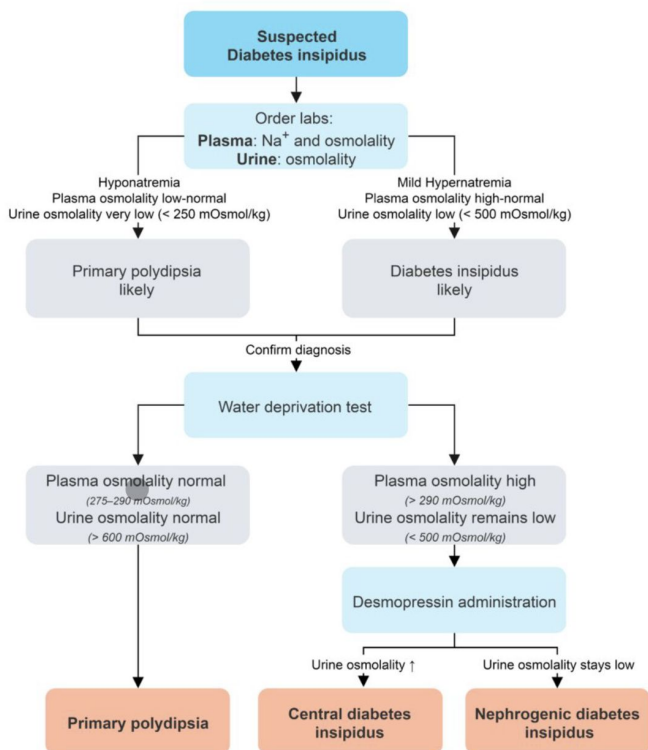 Suspected
Diabetes insipidus
Order labs:
Plasma: Na+ and osmolality
Urine: osmolality
Hyponatremia
Plasma osmolality low-normal
Urine osmolality very low (< 250 mOsmol/kg)
Mild Hypernatremia
Plasma osmolality high-normal
Urine osmolality low (< 500 mOsmol/kg)
Primary polydipsia
likely
Diabetes insipidus
likely
Confirm diagnosis
Water deprivation test
Plasma osmolality normal
(275–290 mOsmol/kg)
Urine osmolality normal
(> 600 mOsmol/kg)
Plasma osmolality high
(> 290 mOsmol/kg)
Urine osmolality remains low
(< 500 mOsmol/kg)
Desmopressin administration
Urine osmolality ↑
Urine osmolality stays low
Primary polydipsia
Central diabetes
insipidus
Nephrogenic diabetes
insipidus